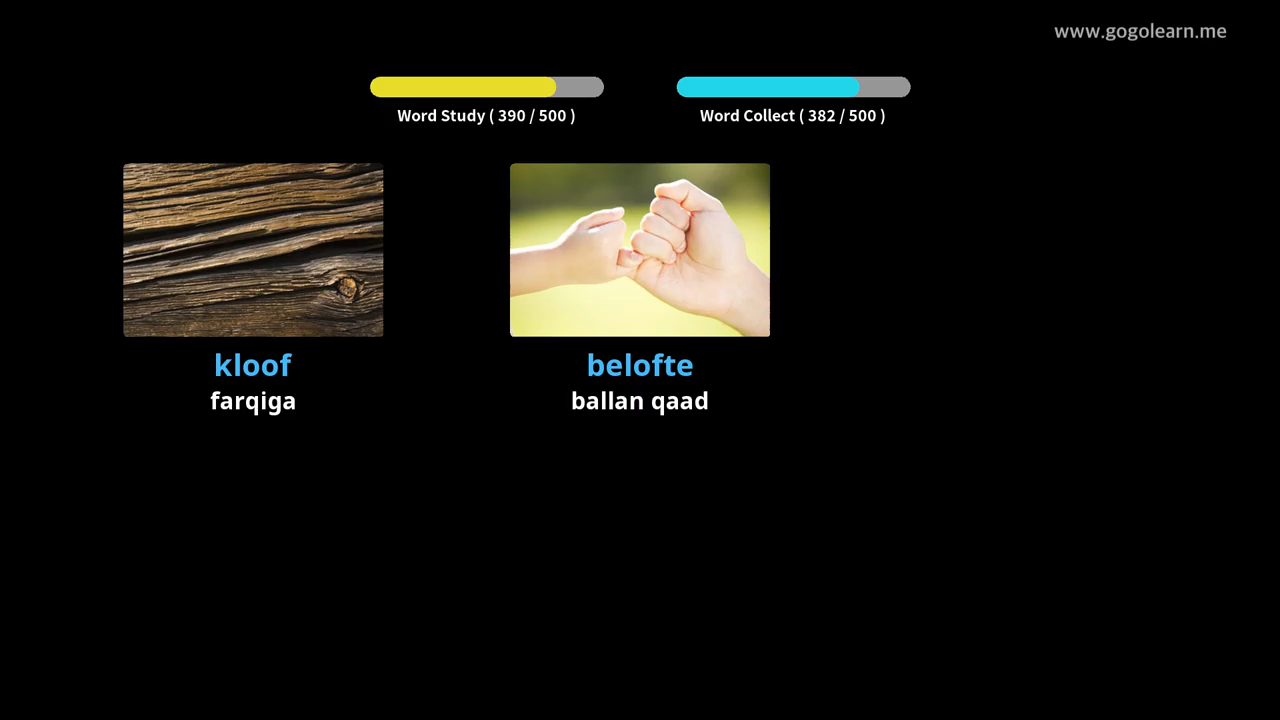 www.gogolearn.me
Word Study ( 390 / 500 )
Word Collect ( 382 / 500 )
kloof
farqiga
belofte
ballan qaad